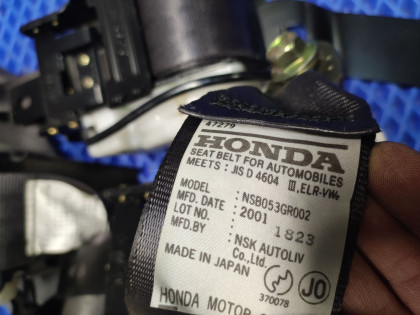 47279
HONDA
SEAT BELT FOR AUTOMOBILES
MEETS : JIS D 4604 III, ELR-VWe
MODEL : NSB053GR002
MFD. DATE : 2001
LOT NO. : 1823
MFD.BY : NSK AUTOLIV
Co., Ltd.
MADE IN JAPAN
370078
JO
HONDA MOTOR